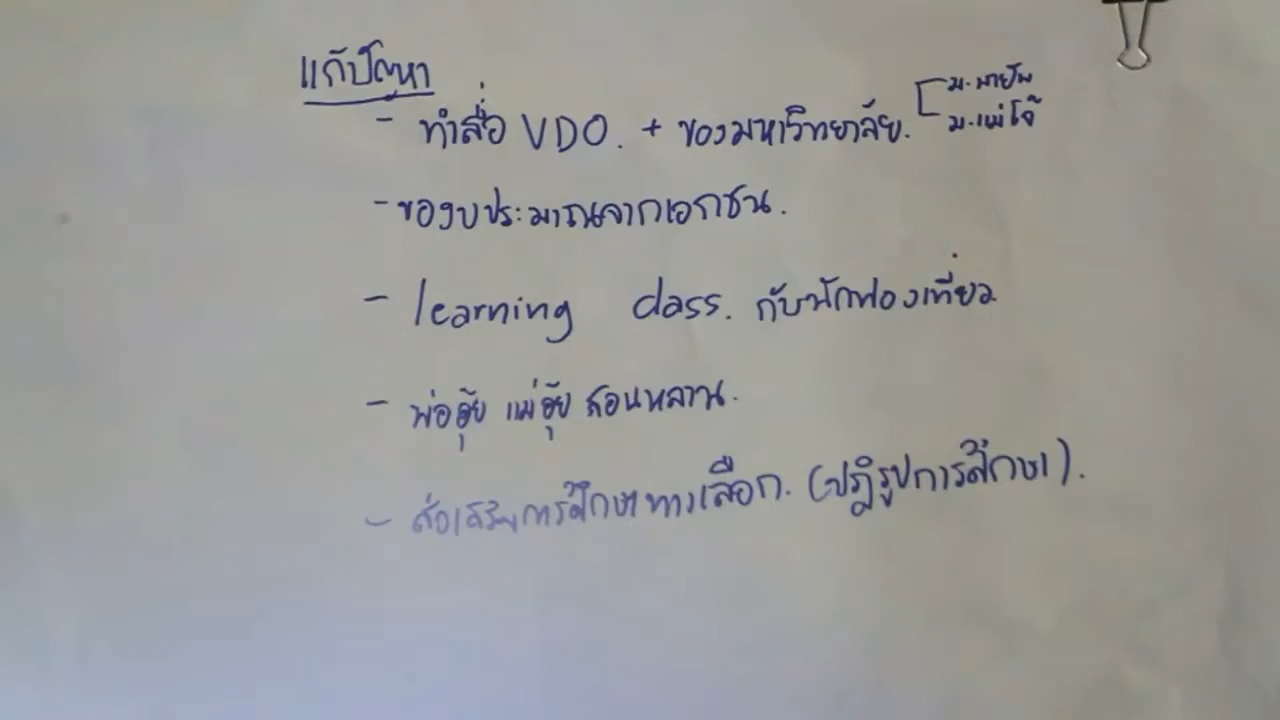 แก้ปัญหา
- ทำสื่อ VDO. + ของมหาวิทยาลัย. [ ม.พายัพ
ม.แม่โจ้
- ของบประมาณจากเอกชน.
- learning class. กับนักท่องเที่ยว
- พ่ออุ้ย แม่อุ้ย สอนหลาน.
- ส่งเสริมการศึกษาทางเลือก. (ปฏิรูปการศึกษา).